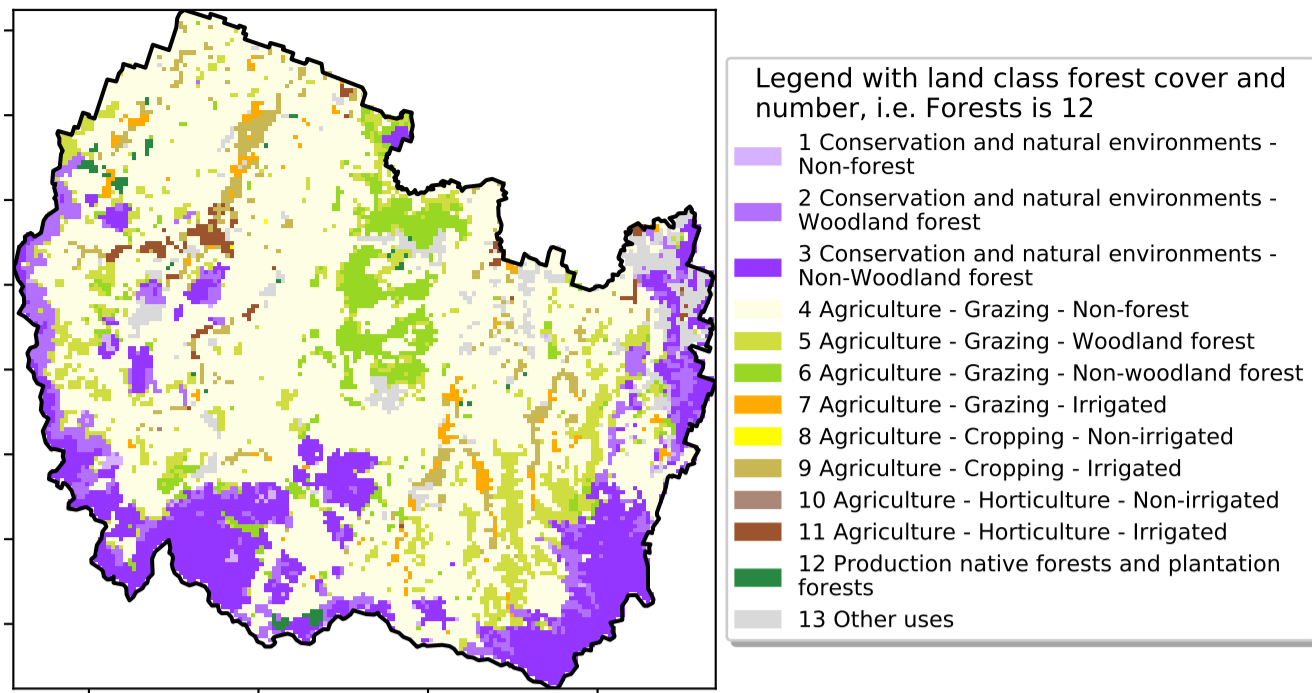 Legend with land class forest cover and
number, i.e. Forests is 12
1 Conservation and natural environments -
Non-forest
2 Conservation and natural environments -
Woodland forest
3 Conservation and natural environments -
Non-Woodland forest
4 Agriculture - Grazing - Non-forest
5 Agriculture - Grazing - Woodland forest
6 Agriculture - Grazing - Non-woodland forest
7 Agriculture - Grazing - Irrigated
8 Agriculture - Cropping - Non-irrigated
9 Agriculture - Cropping - Irrigated
10 Agriculture - Horticulture - Non-irrigated
11 Agriculture - Horticulture - Irrigated
12 Production native forests and plantation
forests
13 Other uses